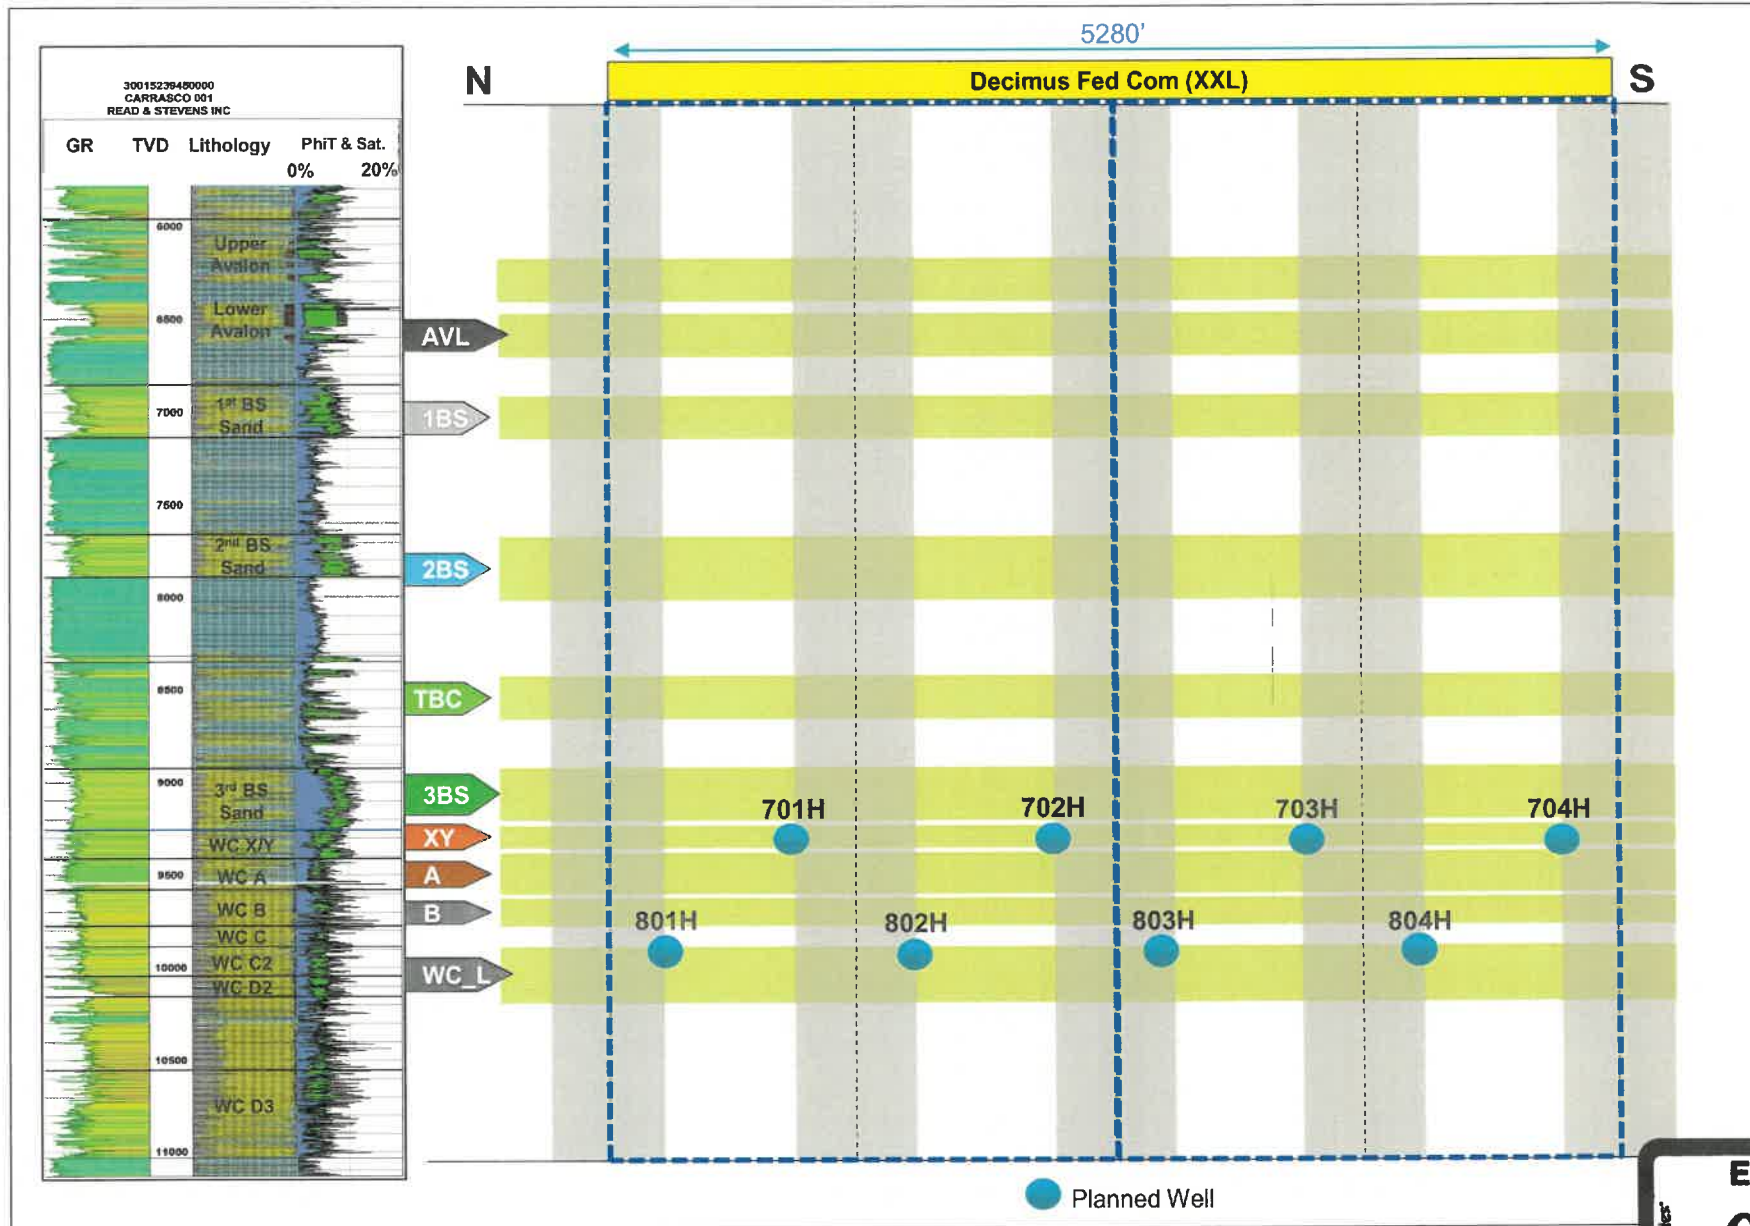 30015239450000
CARRASCO 001
READ & STEVENS INC
GR TVD Lithology PhiT & Sat.
0% 20%
6000
Upper
Avalon
Lower
6500
Avalon
1st BS
7000
Sand
7500
2nd BS
Sand
8000
8500
9000
3rd BS
Sand
WC X/Y
9500
WC A
WC B
WC C
WC C2
10000
WC D2
10500
WC D3
11000
AVL
1BS
2BS
TBC
3BS
XY
A
B
WC_L
5280'
N
Decimus Fed Com (XXL)
S
701H 702H 703H 704H
801H 802H 803H 804H
Planned Well
E